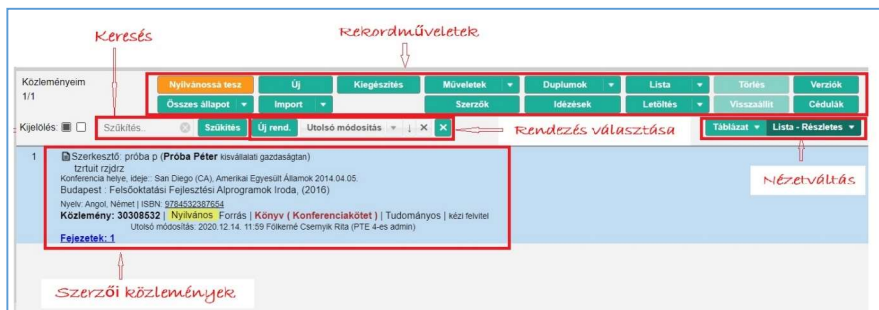 Keresés
Rekordműveletek
Közleményeim
1/1
Nyilvánossá tesz Új Kiegészítés Műveletek Duplumok Lista Törlés Verziók
Összes állapot Import Szerzők Idézések Letöltés Visszaállít Cédulák
Kijelölés: Szűkítés.. Szűkítés Új rend. Utolsó módosítás ↓ × ×
Rendezés választása
Táblázat Lista - Részletes
Nézetváltás
1 Szerkesztő: próba p (Próba Péter kisvállalati gazdaságtan)
tzrtuit rzjdrz
Konferencia helye, ideje:: San Diego (CA), Amerikai Egyesült Államok 2014.04.05.
Budapest : Felsőoktatási Fejlesztési Alprogramok Iroda, (2016)
Nyelv: Angol, Német | ISBN: 9784532387654
Közlemény: 30308532 | Nyilvános Forrás | Könyv ( Konferenciakötet ) | Tudományos | kézi felvitel
Utolsó módosítás: 2020.12.14. 11:59 Fölkerné Csernyik Rita (PTE 4-es admin)
Fejezetek: 1
Szerzői közlemények